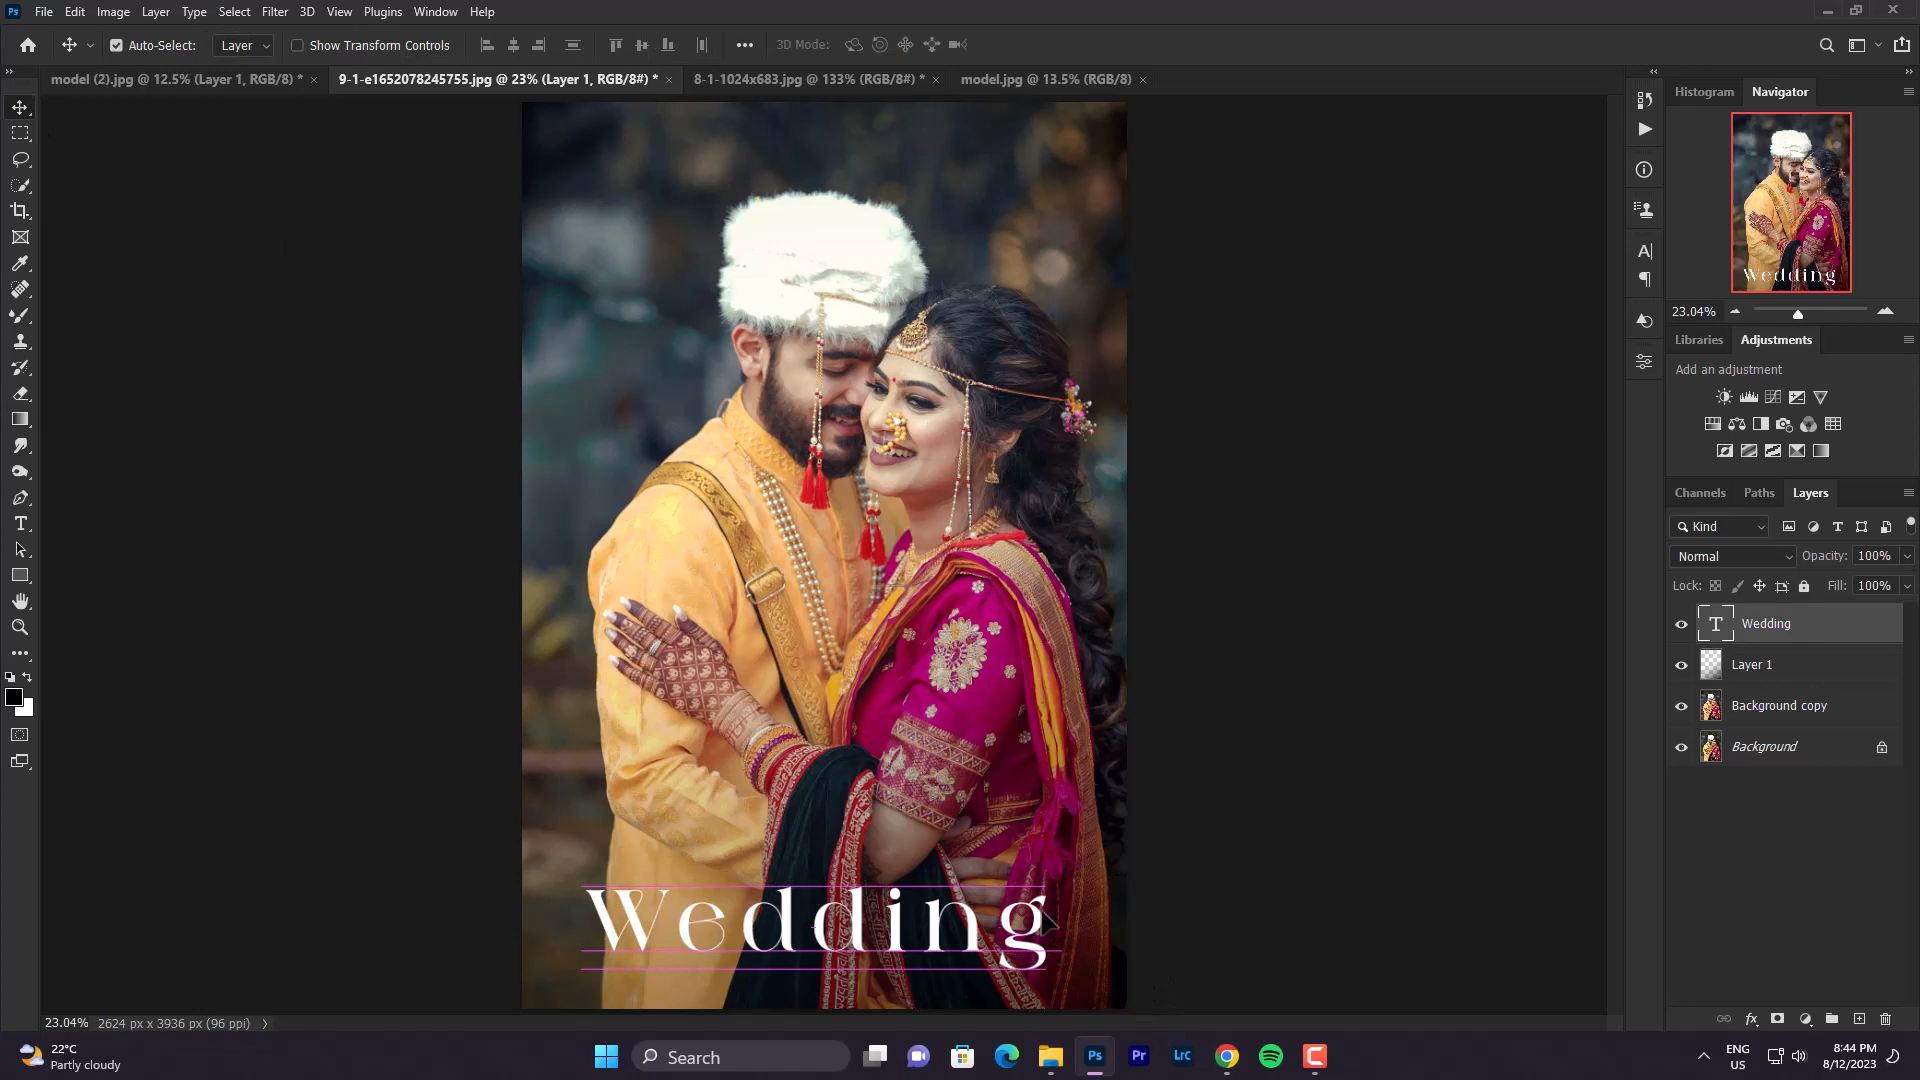 Ps File Edit Image Layer Type Select Filter 3D View Plugins Window Help
Auto-Select: Layer Show Transform Controls 3D Mode:
model (2).jpg @ 12.5% (Layer 1, RGB/8) * × 9-1-e1652078245755.jpg @ 23% (Layer 1, RGB/8#) * × 8-1-1024x683.jpg @ 133% (RGB/8#) * × model.jpg @ 13.5% (RGB/8) ×
Histogram Navigator
Wedding
23.04%
Libraries Adjustments
Add an adjustment
Channels Paths Layers
Kind
Normal Opacity: 100%
Lock: Fill: 100%
Wedding
Layer 1
Background copy
Background
Wedding
23.04% 2624 px x 3936 px (96 ppi)
22°C
Partly cloudy
Search
Ps Pr LrC
ENG
US
8:44 PM
8/12/2023